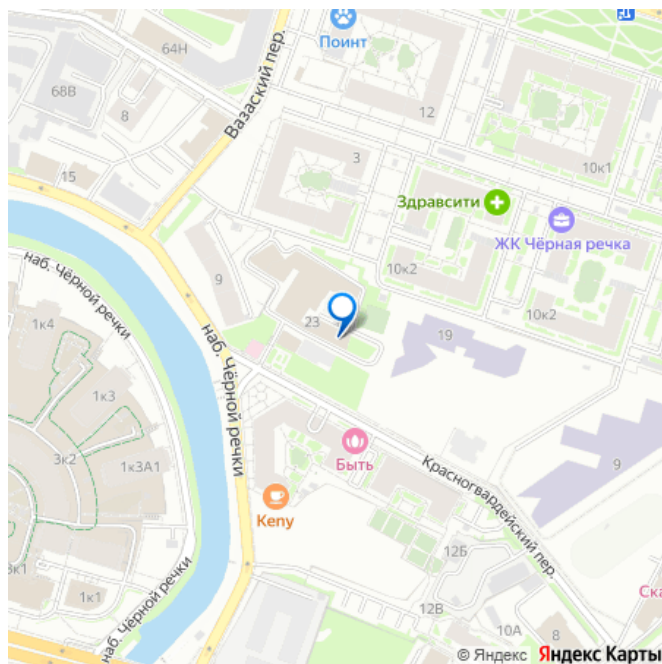 Поинт
64Н
Вазаский пер.
68В
8
12
3
10к1
15
Здравсити
ЖК Чёрная речка
наб. Чёрной речки
9
10к2
1к4
23
наб. Чёрной речки
19
10к2
1к3
Быть
Красногвардейский пер.
3к2
1к3А1
9
Кепу
12Б
наб. Чёрной речки
1к1
12В
10А
8
Ска
© Яндекс Яндекс Карты